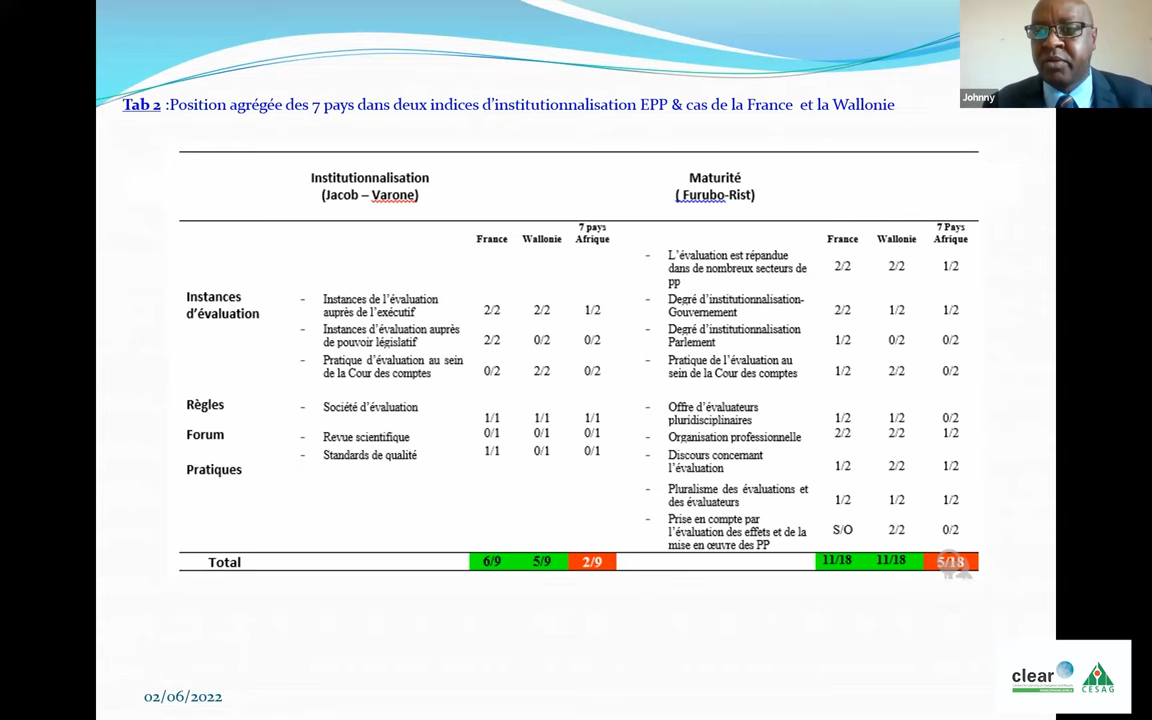 Johnny
Tab 2 :Position agrégée des 7 pays dans deux indices d'institutionnalisation EPP & cas de la France et la Wallonie
Institutionnalisation
(Jacob – Varone)
Maturité
( Furubo-Rist)
France Wallonie 7 pays Afrique
France Wallonie 7 Pays Afrique
- L'évaluation est répandue
dans de nombreux secteurs de
pp
2/2 2/2 1/2
Instances
d'évaluation
- Instances de l'évaluation
auprès de l'exécutif
2/2 2/2 1/2
- Degré d'institutionnalisation-
Gouvernement
2/2 1/2 1/2
- Instances d'évaluation auprès
de pouvoir législatif
2/2 0/2 0/2
- Degré d'institutionnalisation
Parlement
1/2 0/2 0/2
- Pratique d'évaluation au sein
de la Cour des comptes
0/2 2/2 0/2
- Pratique de l'évaluation au
sein de la Cour des comptes
1/2 2/2 0/2
Règles
- Société d'évaluation
1/1 1/1 1/1
- Offre d'évaluateurs
pluridisciplinaires
1/2 1/2 0/2
Forum
- Revue scientifique
0/1 0/1 0/1
- Organisation professionnelle
2/2 2/2 1/2
- Standards de qualité
1/1 0/1 0/1
- Discours concernant
l'évaluation
1/2 2/2 1/2
Pratiques
- Pluralisme des évaluations et
des évaluateurs
1/2 1/2 1/2
- Prise en compte par
l'évaluation des effets et de la
mise en œuvre des PP
S/O 2/2 0/2
Total 6/9 5/9 2/9 11/18 11/18 5/18
02/06/2022
clear
CESAG